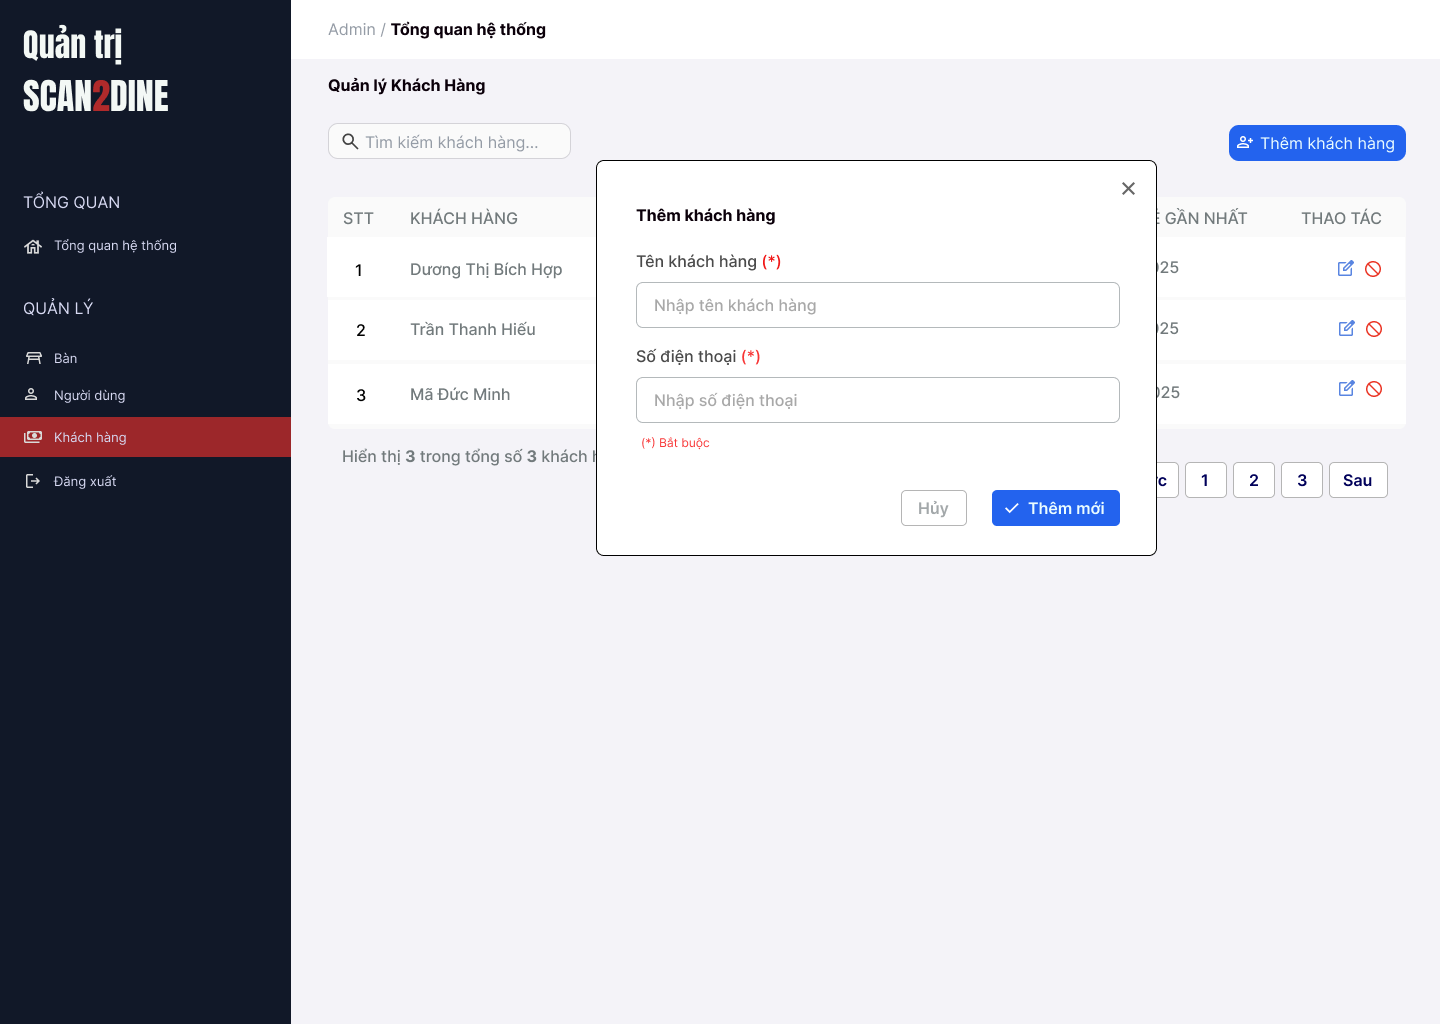 Quản trị
SCAN2DINE
TỔNG QUAN
Tổng quan hệ thống
QUẢN LÝ
Bàn
Người dùng
Khách hàng
Đăng xuất
Admin / Tổng quan hệ thống
Quản lý Khách Hàng
Tìm kiếm khách hàng...
Thêm khách hàng
STT KHÁCH HÀNG GẦN NHẤT THAO TÁC
1 Dương Thị Bích Hợp 025
2 Trần Thanh Hiếu 025
3 Mã Đức Minh 025
Hiển thị 3 trong tổng số 3 khách
1 2 3 Sau
Thêm khách hàng
Tên khách hàng (*)
Nhập tên khách hàng
Số điện thoại (*)
Nhập số điện thoại
(*) Bắt buộc
Hủy Thêm mới